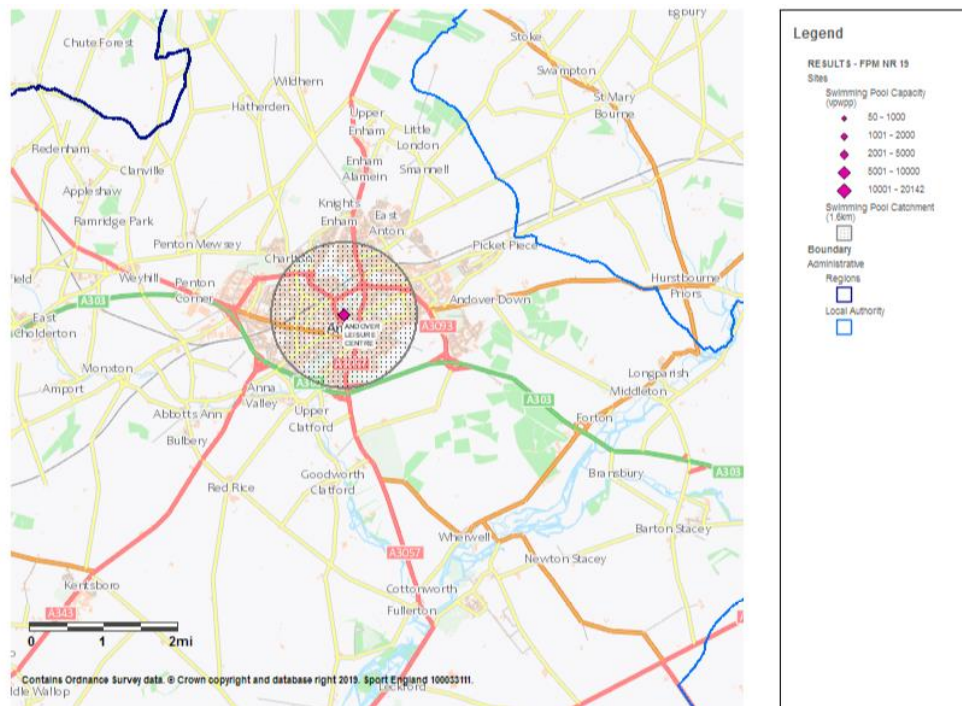 Egbury
Chute Forest
Stoke
Wildhern
Swampton
Hatherden
St Mary
Bourne
Upper
Enham
Little
London
Redenham
Enham
Alamein
Smannell
Clanville
Appleshaw
Knights
Enham
East
Anton
Ramridge Park
Penton Mewsey
Picket Piece
Weyhill
Penton
Corner
Hurstbourne
Priors
A303
Andover Down
East
ANDOVER
LEISURE
CENTRE
A3093
Monxton
Longparish
Middleton
Amport
Anna
Valley
A303
Abbotts Ann
Upper
Clatford
Forton
Bulbery
A303
Goodworth
Clatford
Bransbury
Red Rice
Barton Stacey
Wherwell
Newton Stacey
A3057
Kentsboro
Cottonworth
Fullerton
A343
0 1 2mi
Contains Ordnance Survey data. © Crown copyright and database right 2019. Sport England 100033111.
Wallop
Leckford
Legend
RESULTS - FPM NR 19
Sites
Swimming Pool Capacity
(vpwpp)
50 - 1000
1001 - 2000
2001 - 5000
5001 - 10000
10001 - 20142
Swimming Pool Catchment
(1.6km)
Boundary
Administrative
Regions
Local Authority